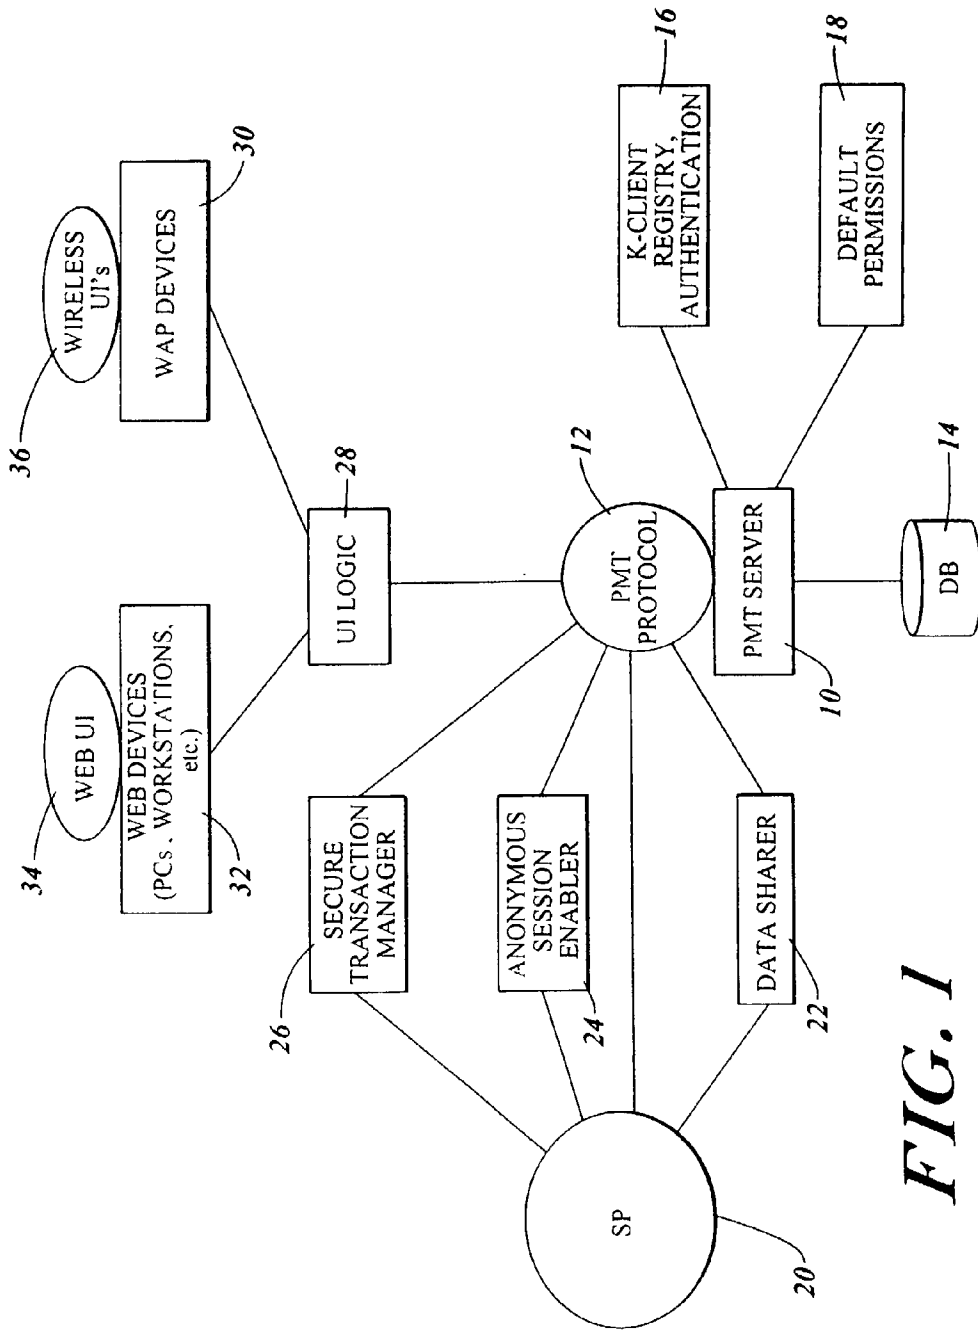 34
WEB UI
WEB DEVICES
(PCs, WORKSTATIONS,
etc.)
32
36
WIRELESS
UI's
WAP DEVICES
30
UI LOGIC
28
26
SECURE
TRANSACTION
MANAGER
ANONYMOUS
SESSION
ENABLER
24
DATA SHARER
22
SP
20
PMT
PROTOCOL
12
PMT SERVER
10
K-CLIENT
REGISTRY,
AUTHENTICATION
16
DEFAULT
PERMISSIONS
18
DB
14
FIG. 1